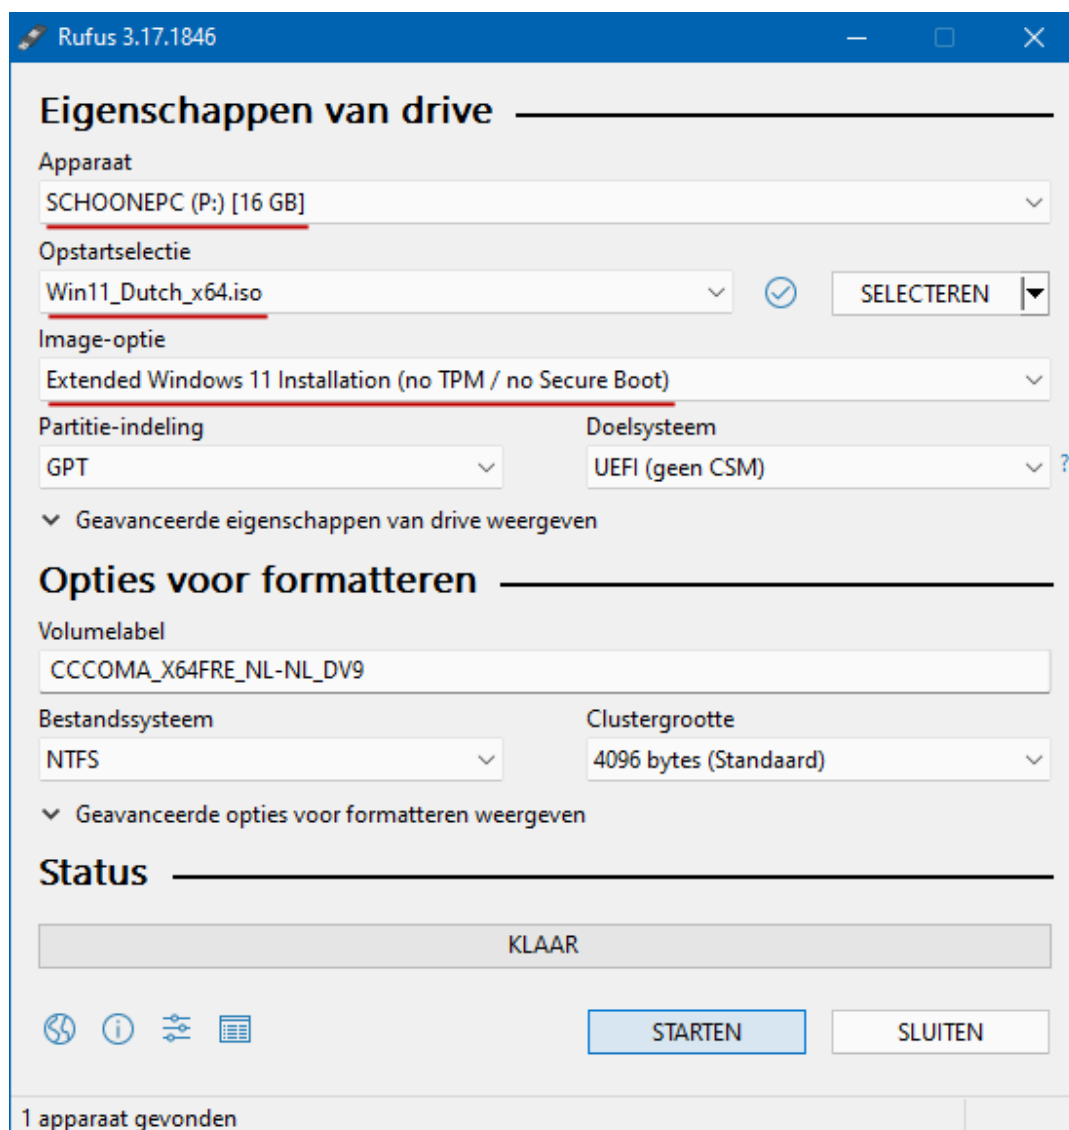 Rufus 3.17.1846
Eigenschappen van drive
Apparaat
SCHOONEPC (P:) [16 GB]
Opstartselectie
Win11_Dutch_x64.iso
SELECTEREN
Image-optie
Extended Windows 11 Installation (no TPM / no Secure Boot)
Partitie-indeling
Doelsysteem
GPT
UEFI (geen CSM)
?
Geavanceerde eigenschappen van drive weergeven
Opties voor formatteren
Volumelabel
CCCOMA_X64FRE_NL-NL_DV9
Bestandssysteem
Clustergrootte
NTFS
4096 bytes (Standaard)
Geavanceerde opties voor formatteren weergeven
Status
KLAAR
STARTEN
SLUITEN
1 apparaat gevonden